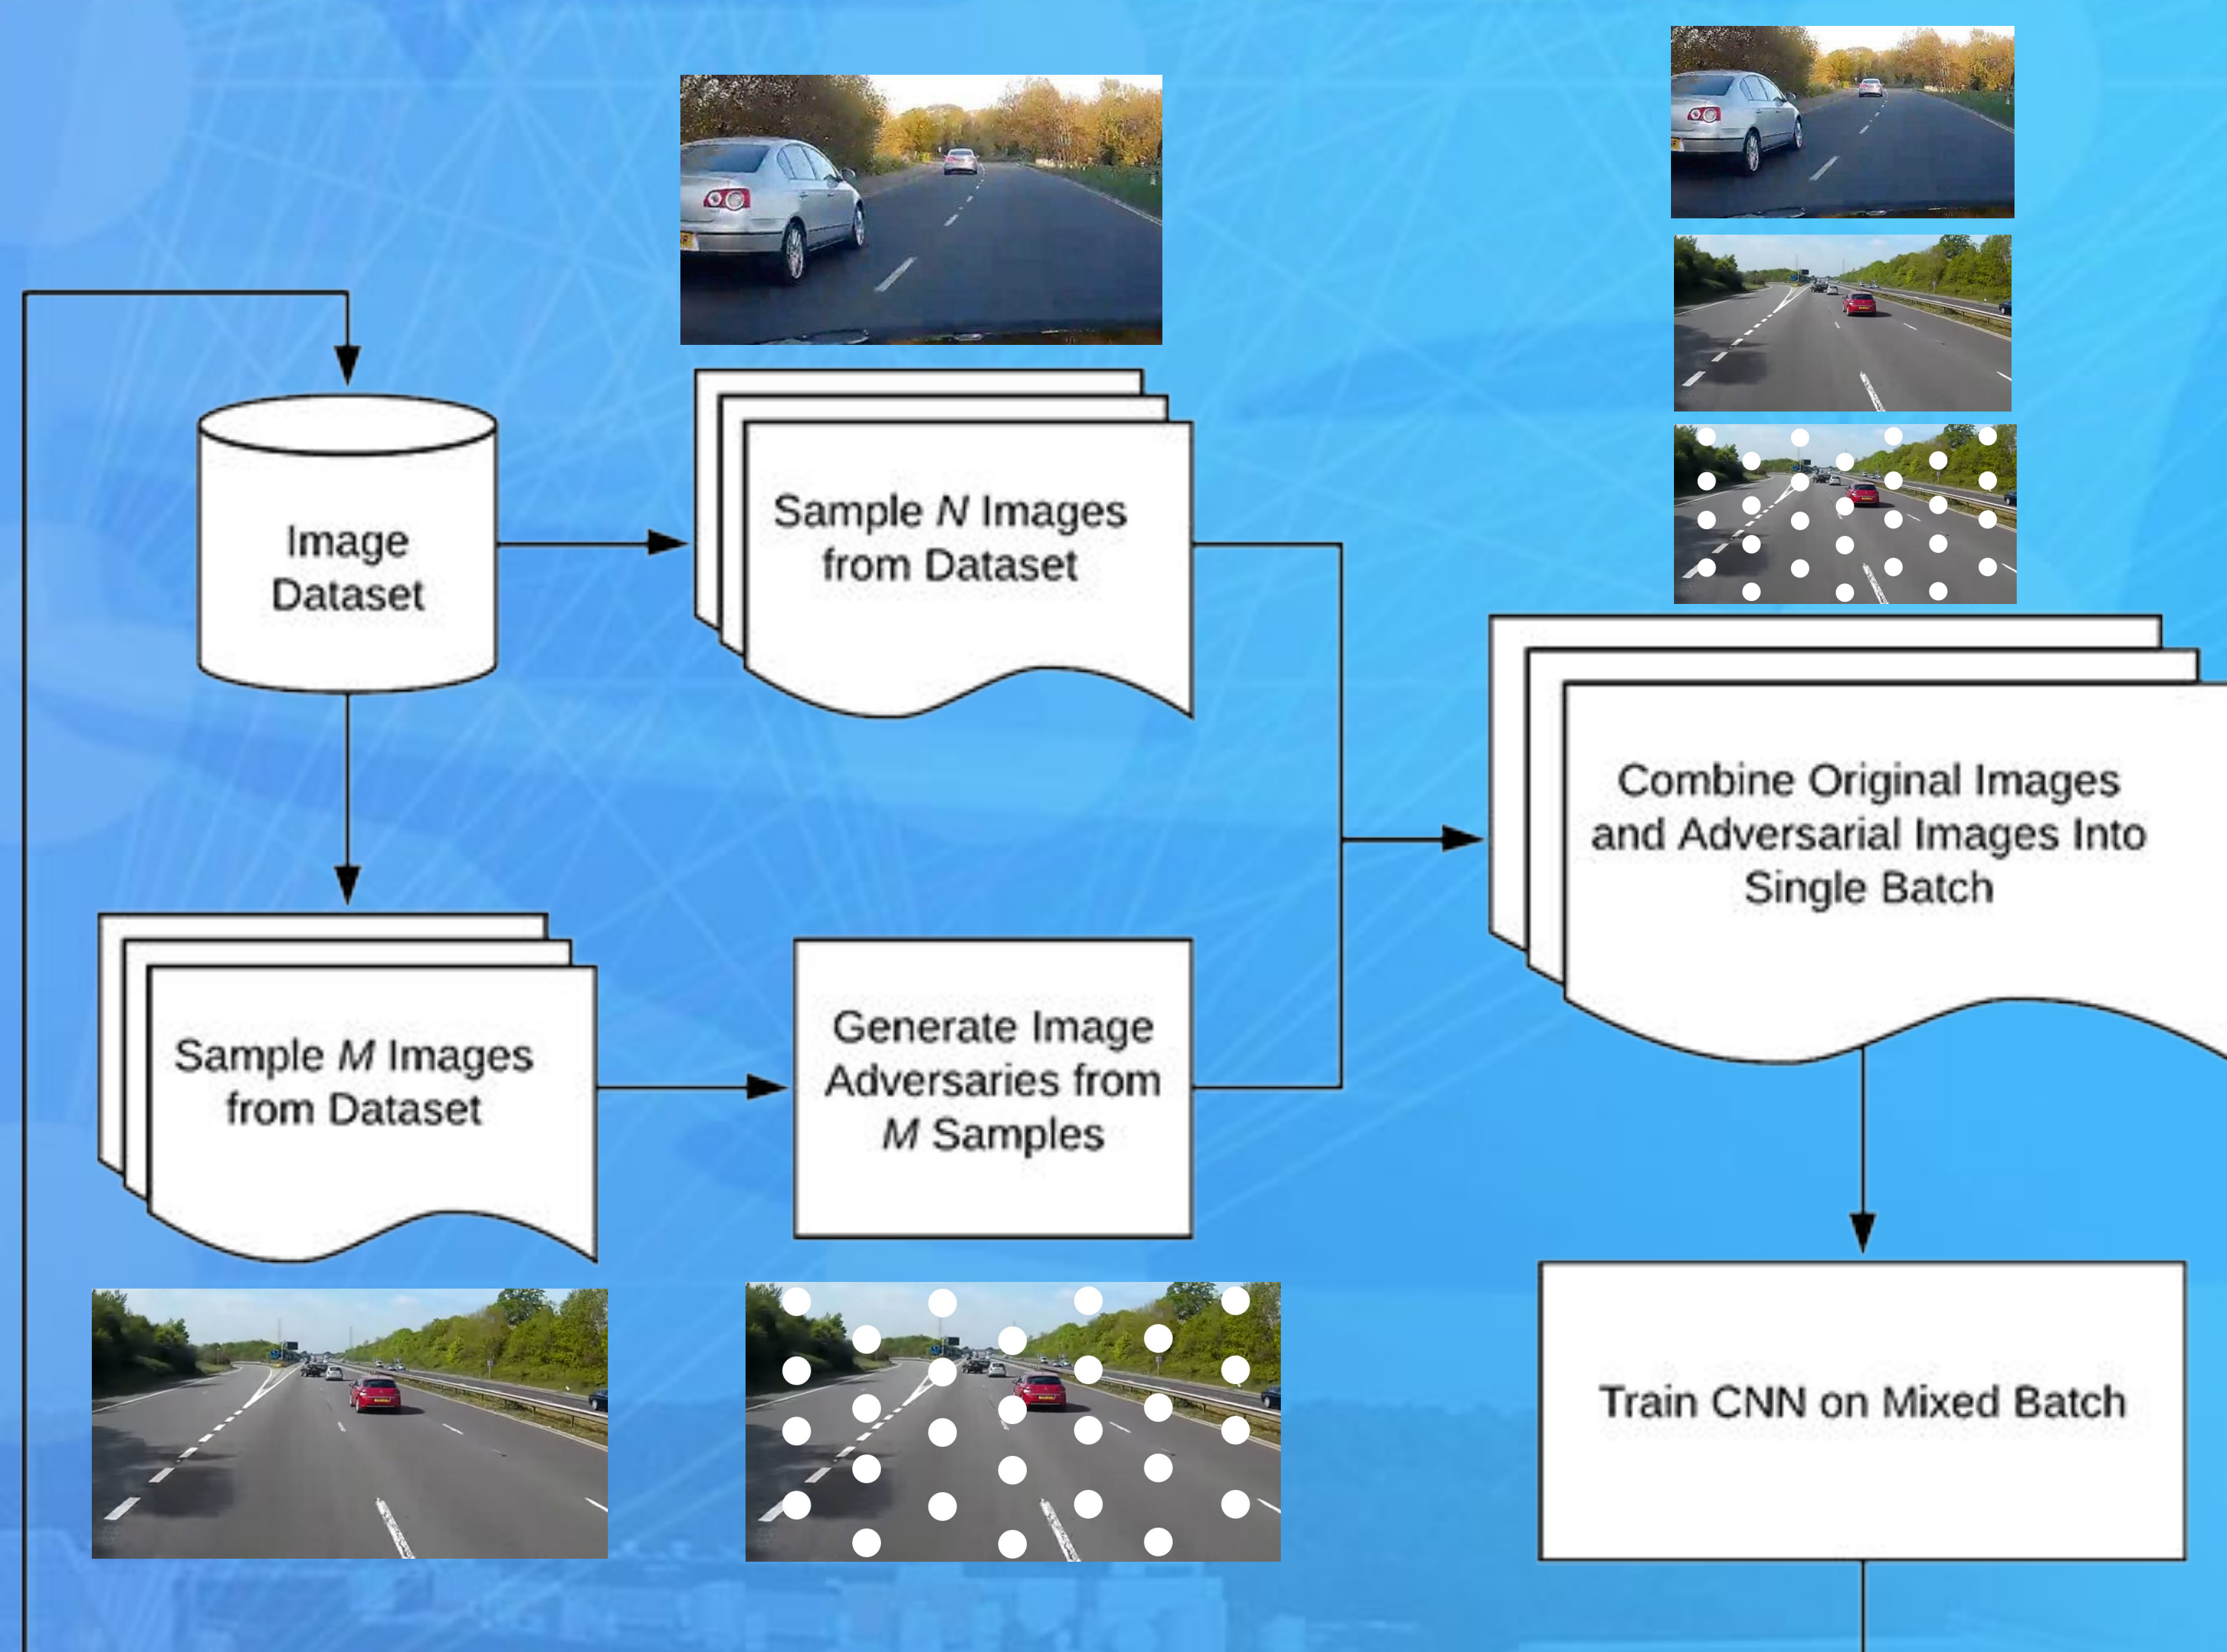 Image
Dataset
Sample N Images
from Dataset
Sample M Images
from Dataset
Generate Image
Adversaries from
M Samples
Combine Original Images
and Adversarial Images Into
Single Batch
Train CNN on Mixed Batch